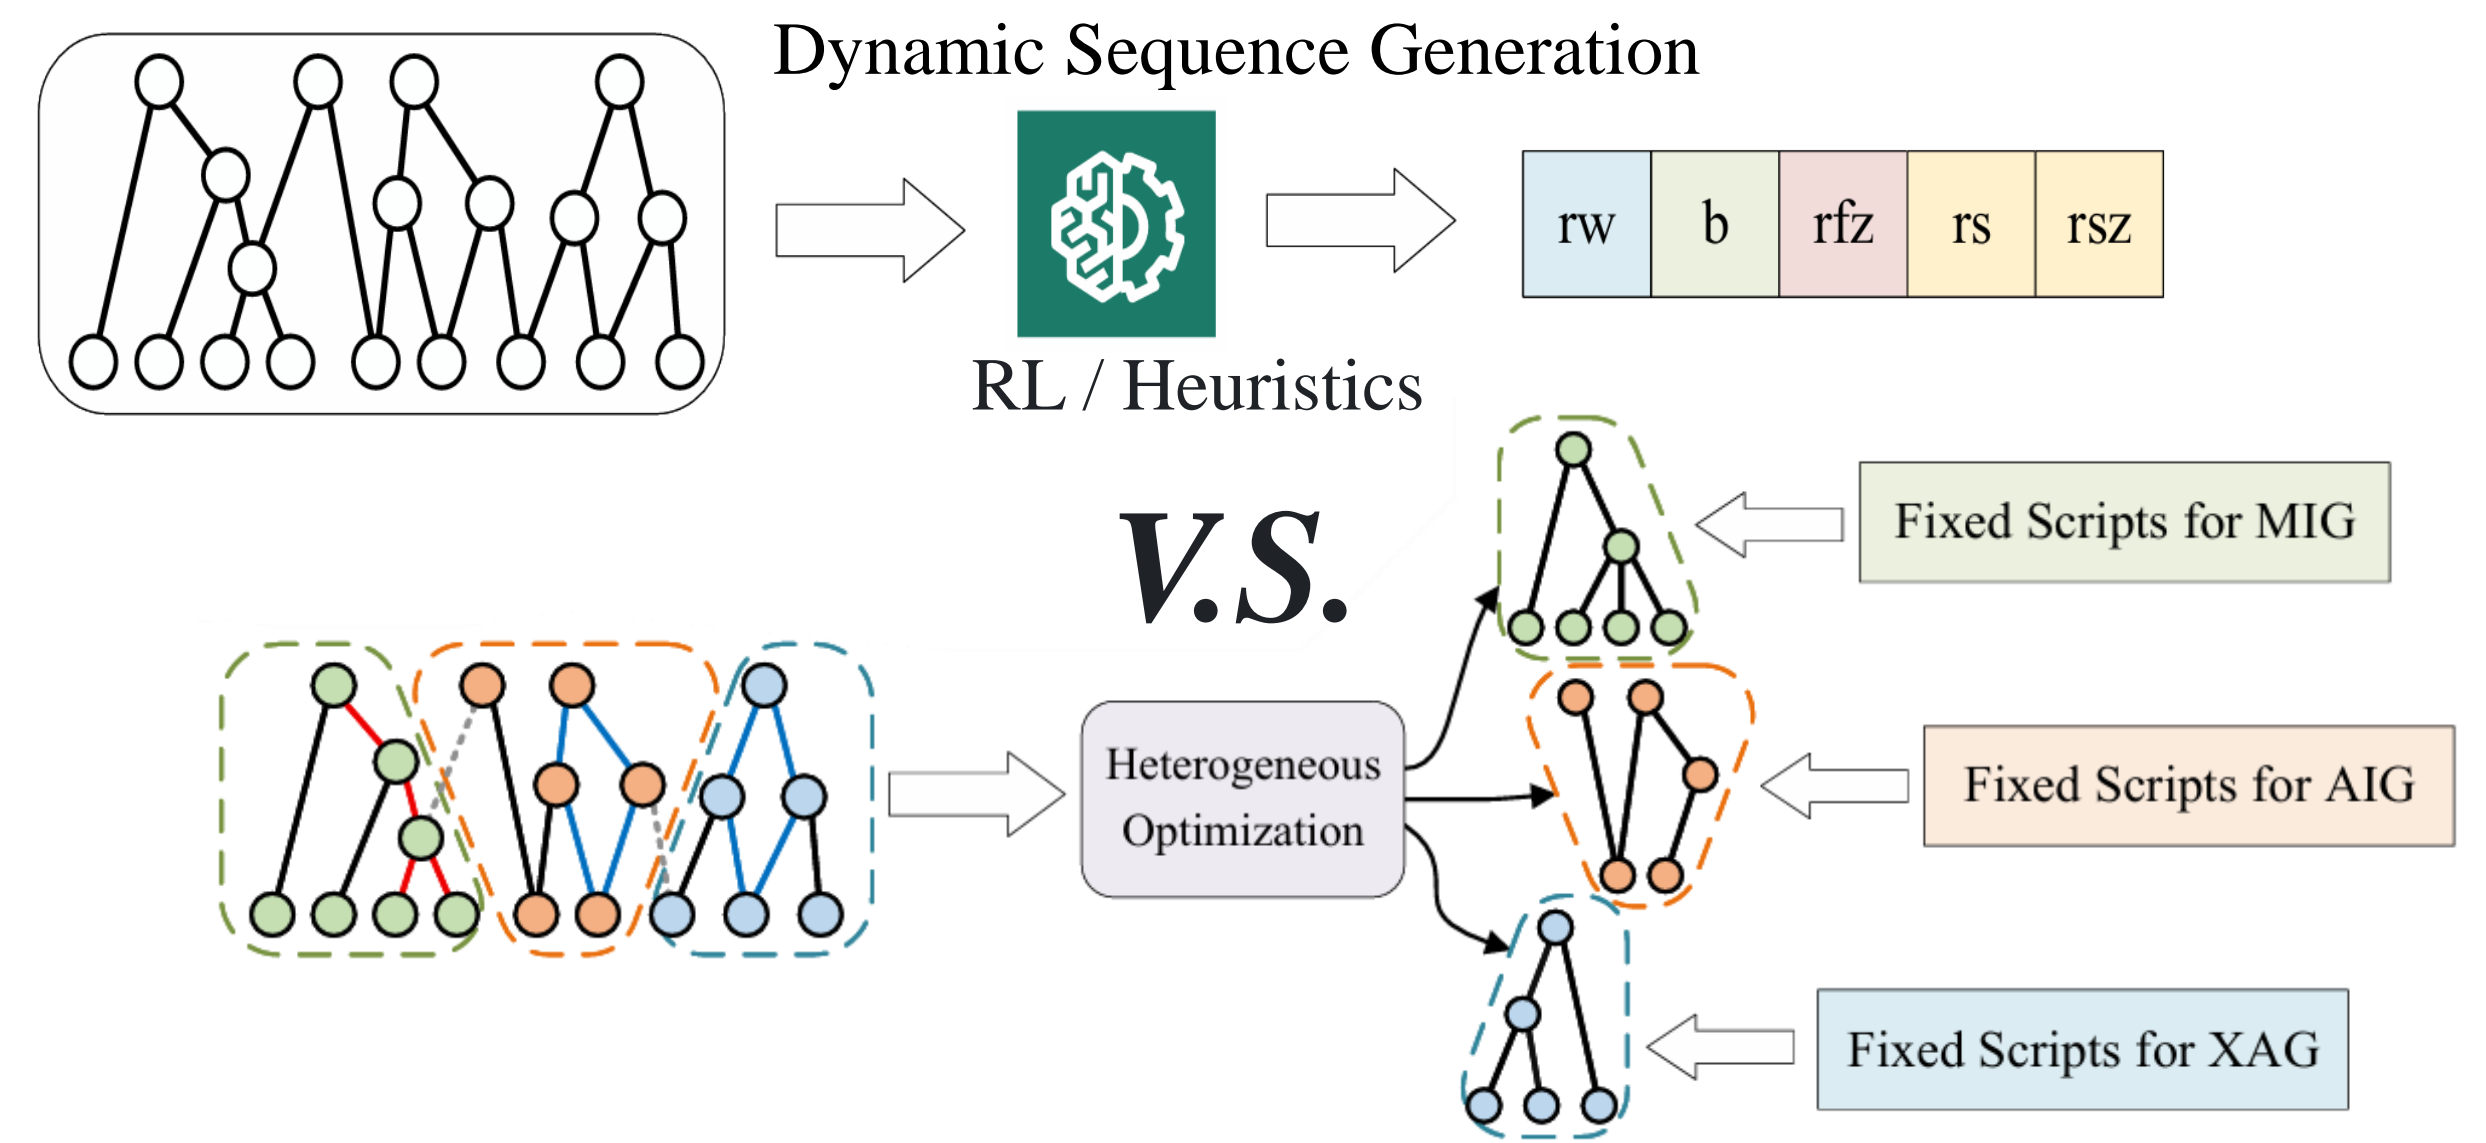 Dynamic Sequence Generation
rw b rfz rs rsz
RL / Heuristics
V.S.
Fixed Scripts for MIG
Heterogeneous
Optimization
Fixed Scripts for AIG
Fixed Scripts for XAG